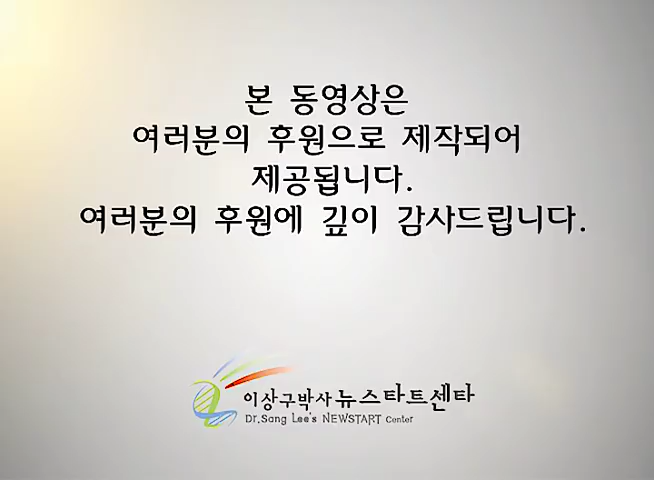 본 동영상은
여러분의 후원으로 제작되어
제공됩니다.
여러분의 후원에 깊이 감사드립니다.
이상구박사 뉴스타트센타
Dr.Sang Lee's NEWSTART Center